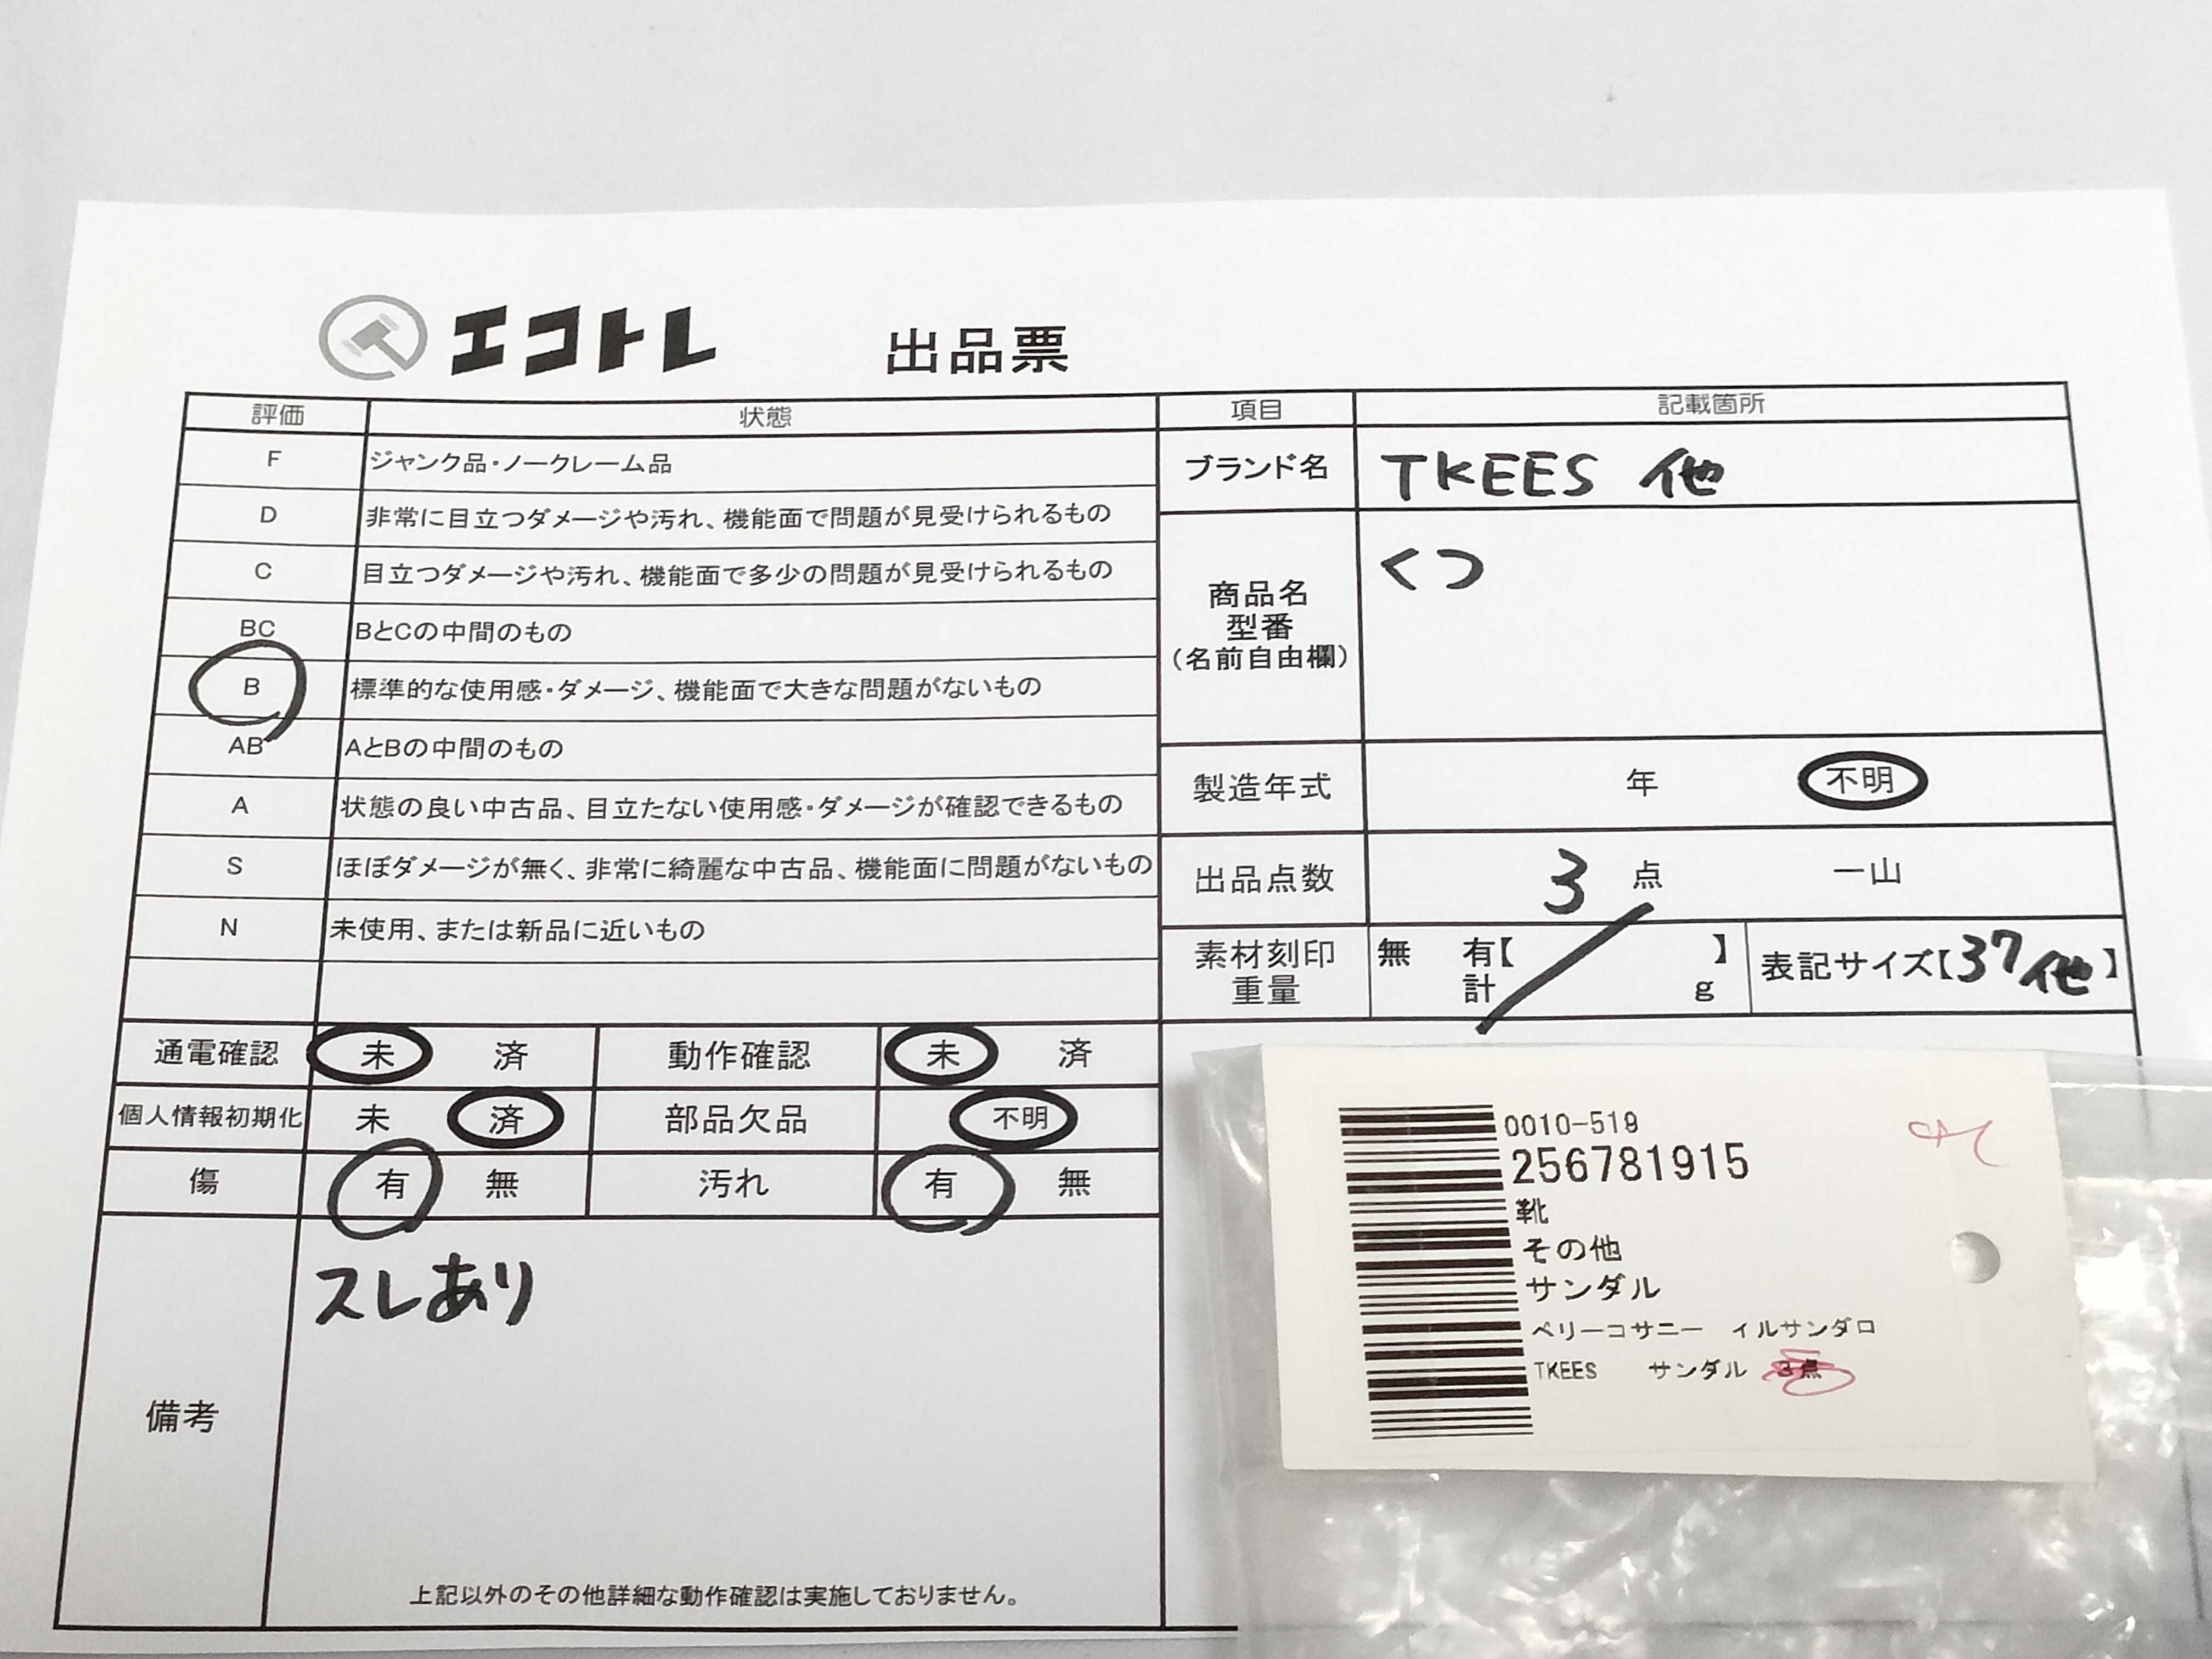 エコトレ 出品票
評価 状態
F ジャンク品・ノークレーム品
D 非常に目立つダメージや汚れ、機能面で問題が見受けられるもの
C 目立つダメージや汚れ、機能面で多少の問題が見受けられるもの
BC BとCの中間のもの
B 標準的な使用感・ダメージ、機能面で大きな問題がないもの
AB AとBの中間のもの
A 状態の良い中古品、目立たない使用感・ダメージが確認できるもの
S ほぼダメージが無く、非常に綺麗な中古品、機能面に問題がないもの
N 未使用、または新品に近いもの
通電確認 未 済 動作確認 未 済
個人情報初期化 未 済 部品欠品 不明
傷 有 無 汚れ 有 無
備考
スレあり
上記以外のその他詳細な動作確認は実施しておりません。
項目 記載箇所
ブランド名 TKEES 他
商品名
型番
(名前自由欄)
くつ
製造年式 年 不明
出品点数 3 点 一山
素材刻印 無 有【 】
重量 計 g
表記サイズ【37/他】
0010-519
256781915
靴
その他
サンダル
ペリーコサニー イルサンダロ
TKEES サンダル 3点